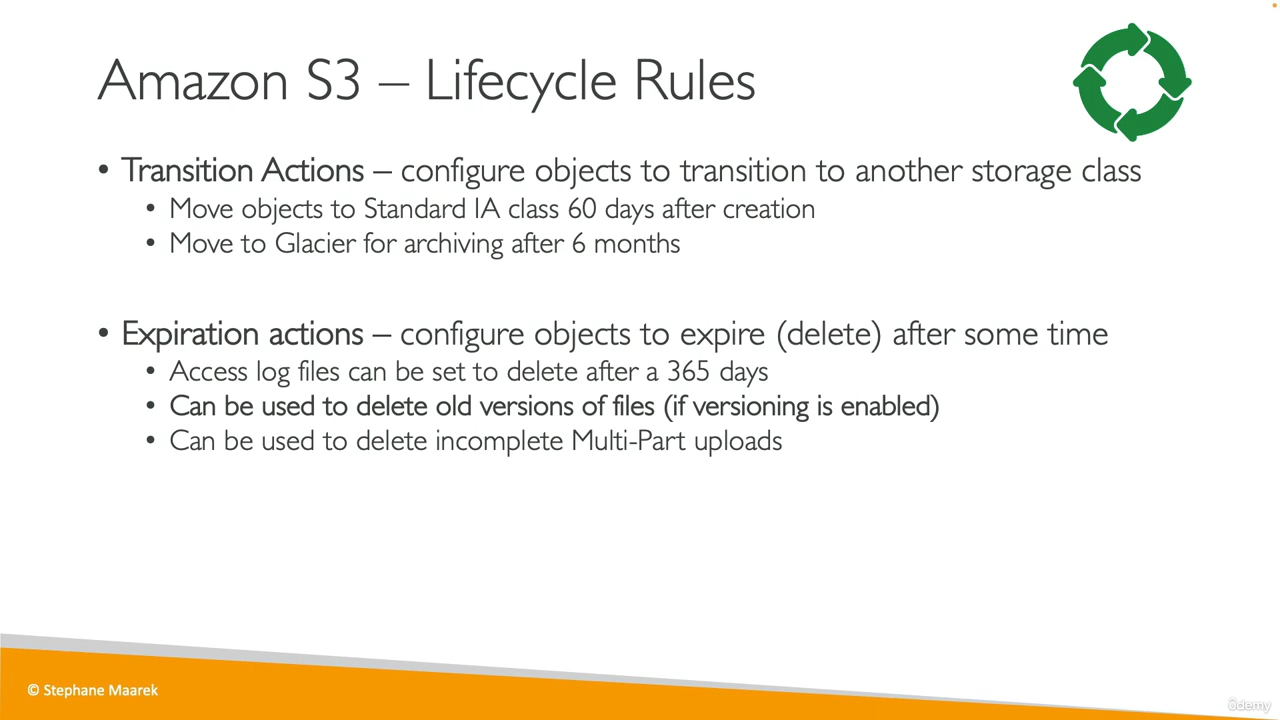 Amazon S3 – Lifecycle Rules
• Transition Actions – configure objects to transition to another storage class
• Move objects to Standard IA class 60 days after creation
• Move to Glacier for archiving after 6 months
• Expiration actions – configure objects to expire (delete) after some time
• Access log files can be set to delete after a 365 days
• Can be used to delete old versions of files (if versioning is enabled)
• Can be used to delete incomplete Multi-Part uploads
© Stephane Maarek
ûdemy